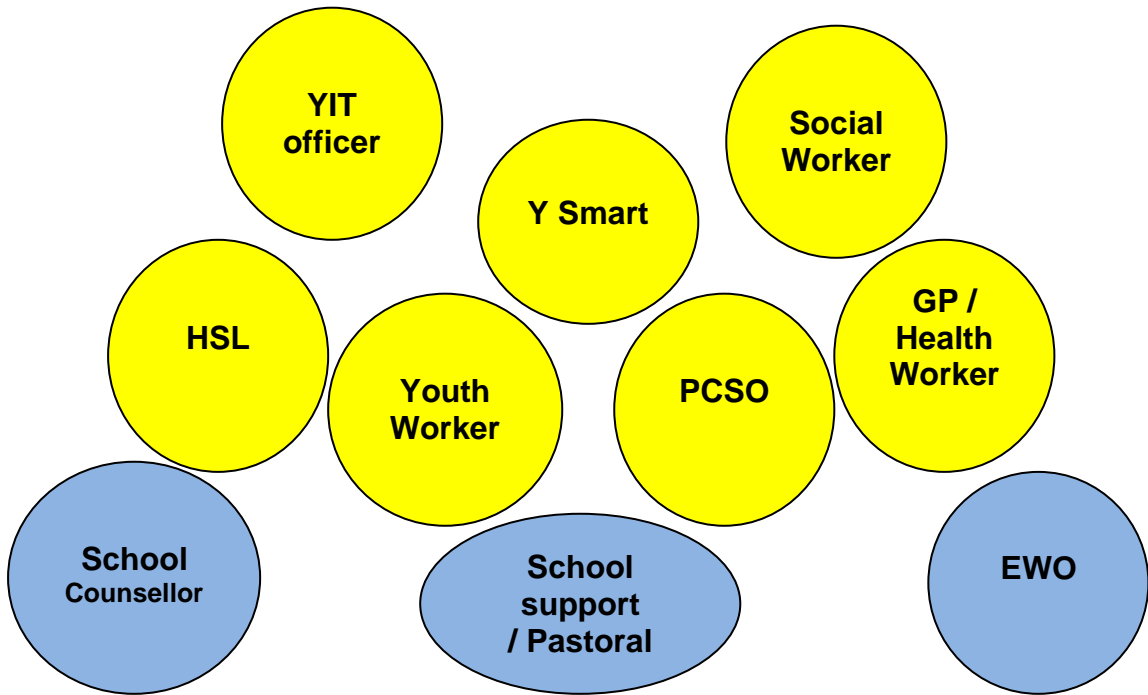 YIT
officer
Social
Worker
Y Smart
HSL
GP /
Health
Worker
Youth
Worker
PCSO
School
Counsellor
School
support
/ Pastoral
EWO